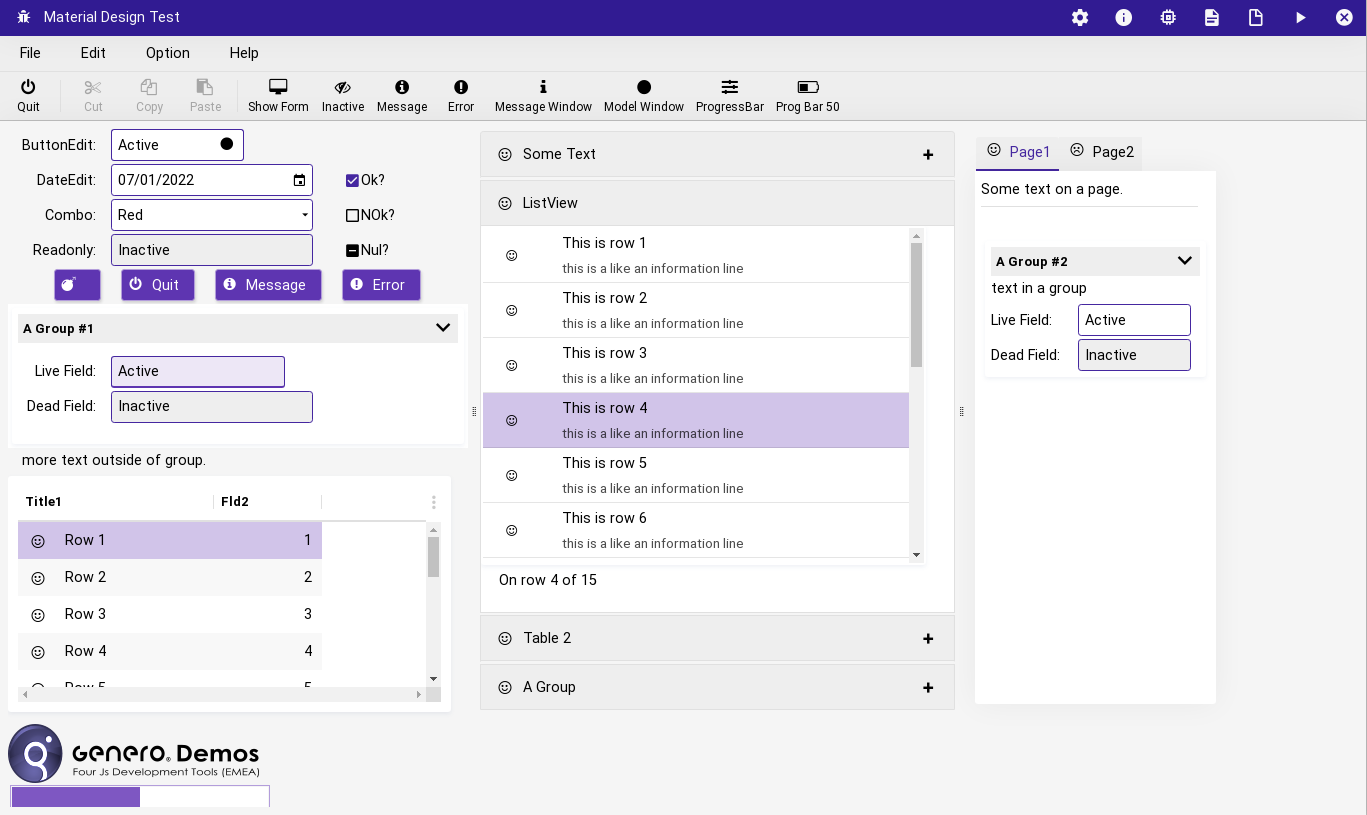 Material Design Test
File Edit Option Help
Quit Cut Copy Paste Show Form Inactive Message Error Message Window Model Window ProgressBar Prog Bar 50
ButtonEdit: Active
DateEdit: 07/01/2022 Ok?
Combo: Red NOk?
Readonly: Inactive Nul?
Quit Message Error
A Group #1
Live Field: Active
Dead Field: Inactive
more text outside of group.
Title1 Fld2
Row 1 1
Row 2 2
Row 3 3
Row 4 4
Row 5 5
Genero. Demos
Four Js Development Tools (EMEA)
Some Text
ListView
This is row 1
this is a like an information line
This is row 2
this is a like an information line
This is row 3
this is a like an information line
This is row 4
this is a like an information line
This is row 5
this is a like an information line
This is row 6
this is a like an information line
On row 4 of 15
Table 2
A Group
Page1 Page2
Some text on a page.
A Group #2
text in a group
Live Field: Active
Dead Field: Inactive